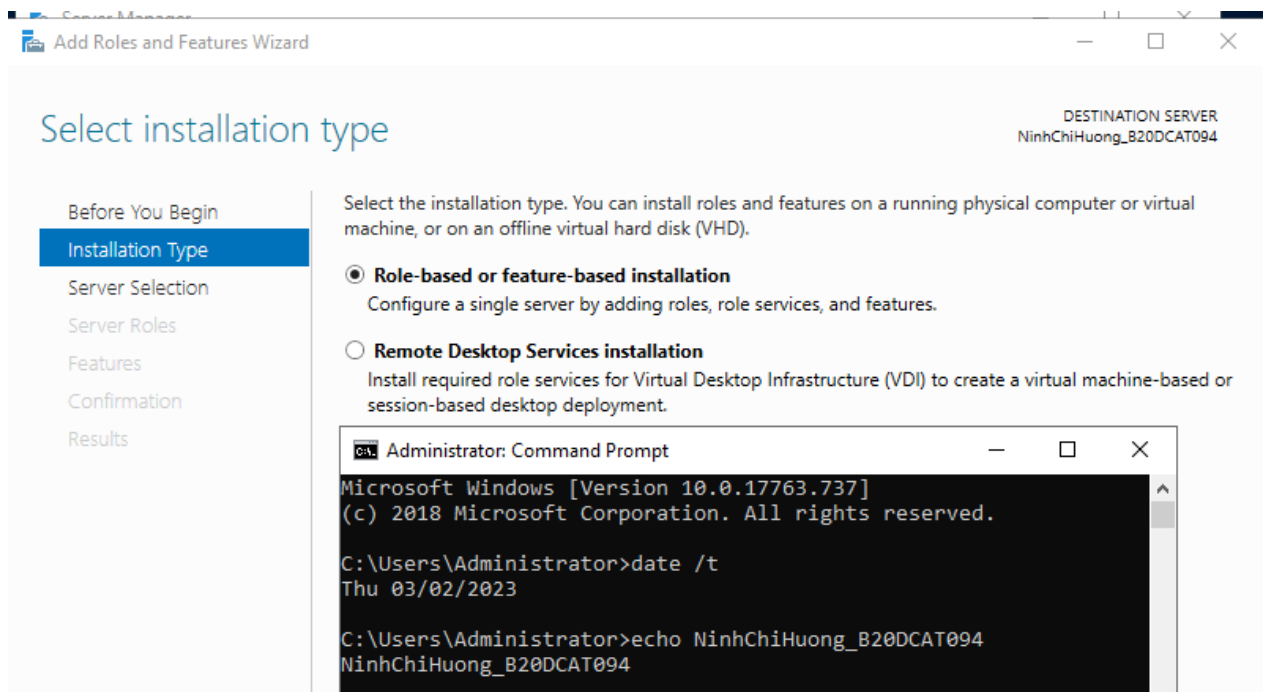 Server Manager
Add Roles and Features Wizard
Select installation type
DESTINATION SERVER
NinhChiHuong_B20DCAT094
Before You Begin
Installation Type
Server Selection
Server Roles
Features
Confirmation
Results
Select the installation type. You can install roles and features on a running physical computer or virtual
machine, or on an offline virtual hard disk (VHD).
Role-based or feature-based installation
Configure a single server by adding roles, role services, and features.
Remote Desktop Services installation
Install required role services for Virtual Desktop Infrastructure (VDI) to create a virtual machine-based or
session-based desktop deployment.
Administrator: Command Prompt
Microsoft Windows [Version 10.0.17763.737]
(c) 2018 Microsoft Corporation. All rights reserved.
C:\Users\Administrator>date /t
Thu 03/02/2023
C:\Users\Administrator>echo NinhChiHuong_B20DCAT094
NinhChiHuong_B20DCAT094